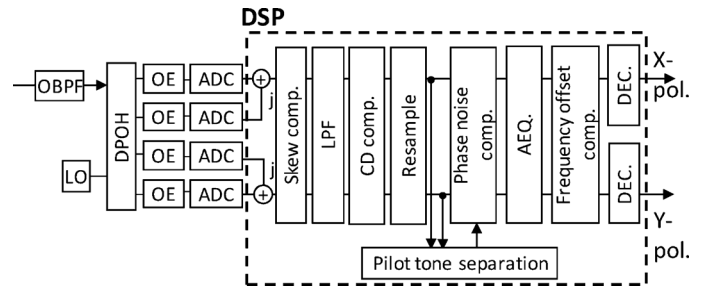 DSP
OBPF
LO
DPOH
OE
ADC
OE
ADC
OE
ADC
OE
ADC
j
j
Skew comp.
LPF
CD comp.
Resample
Phase noise
comp.
AEQ.
Frequency offset
comp.
DEC.
DEC.
X-
pol.
Y-
pol.
Pilot tone separation